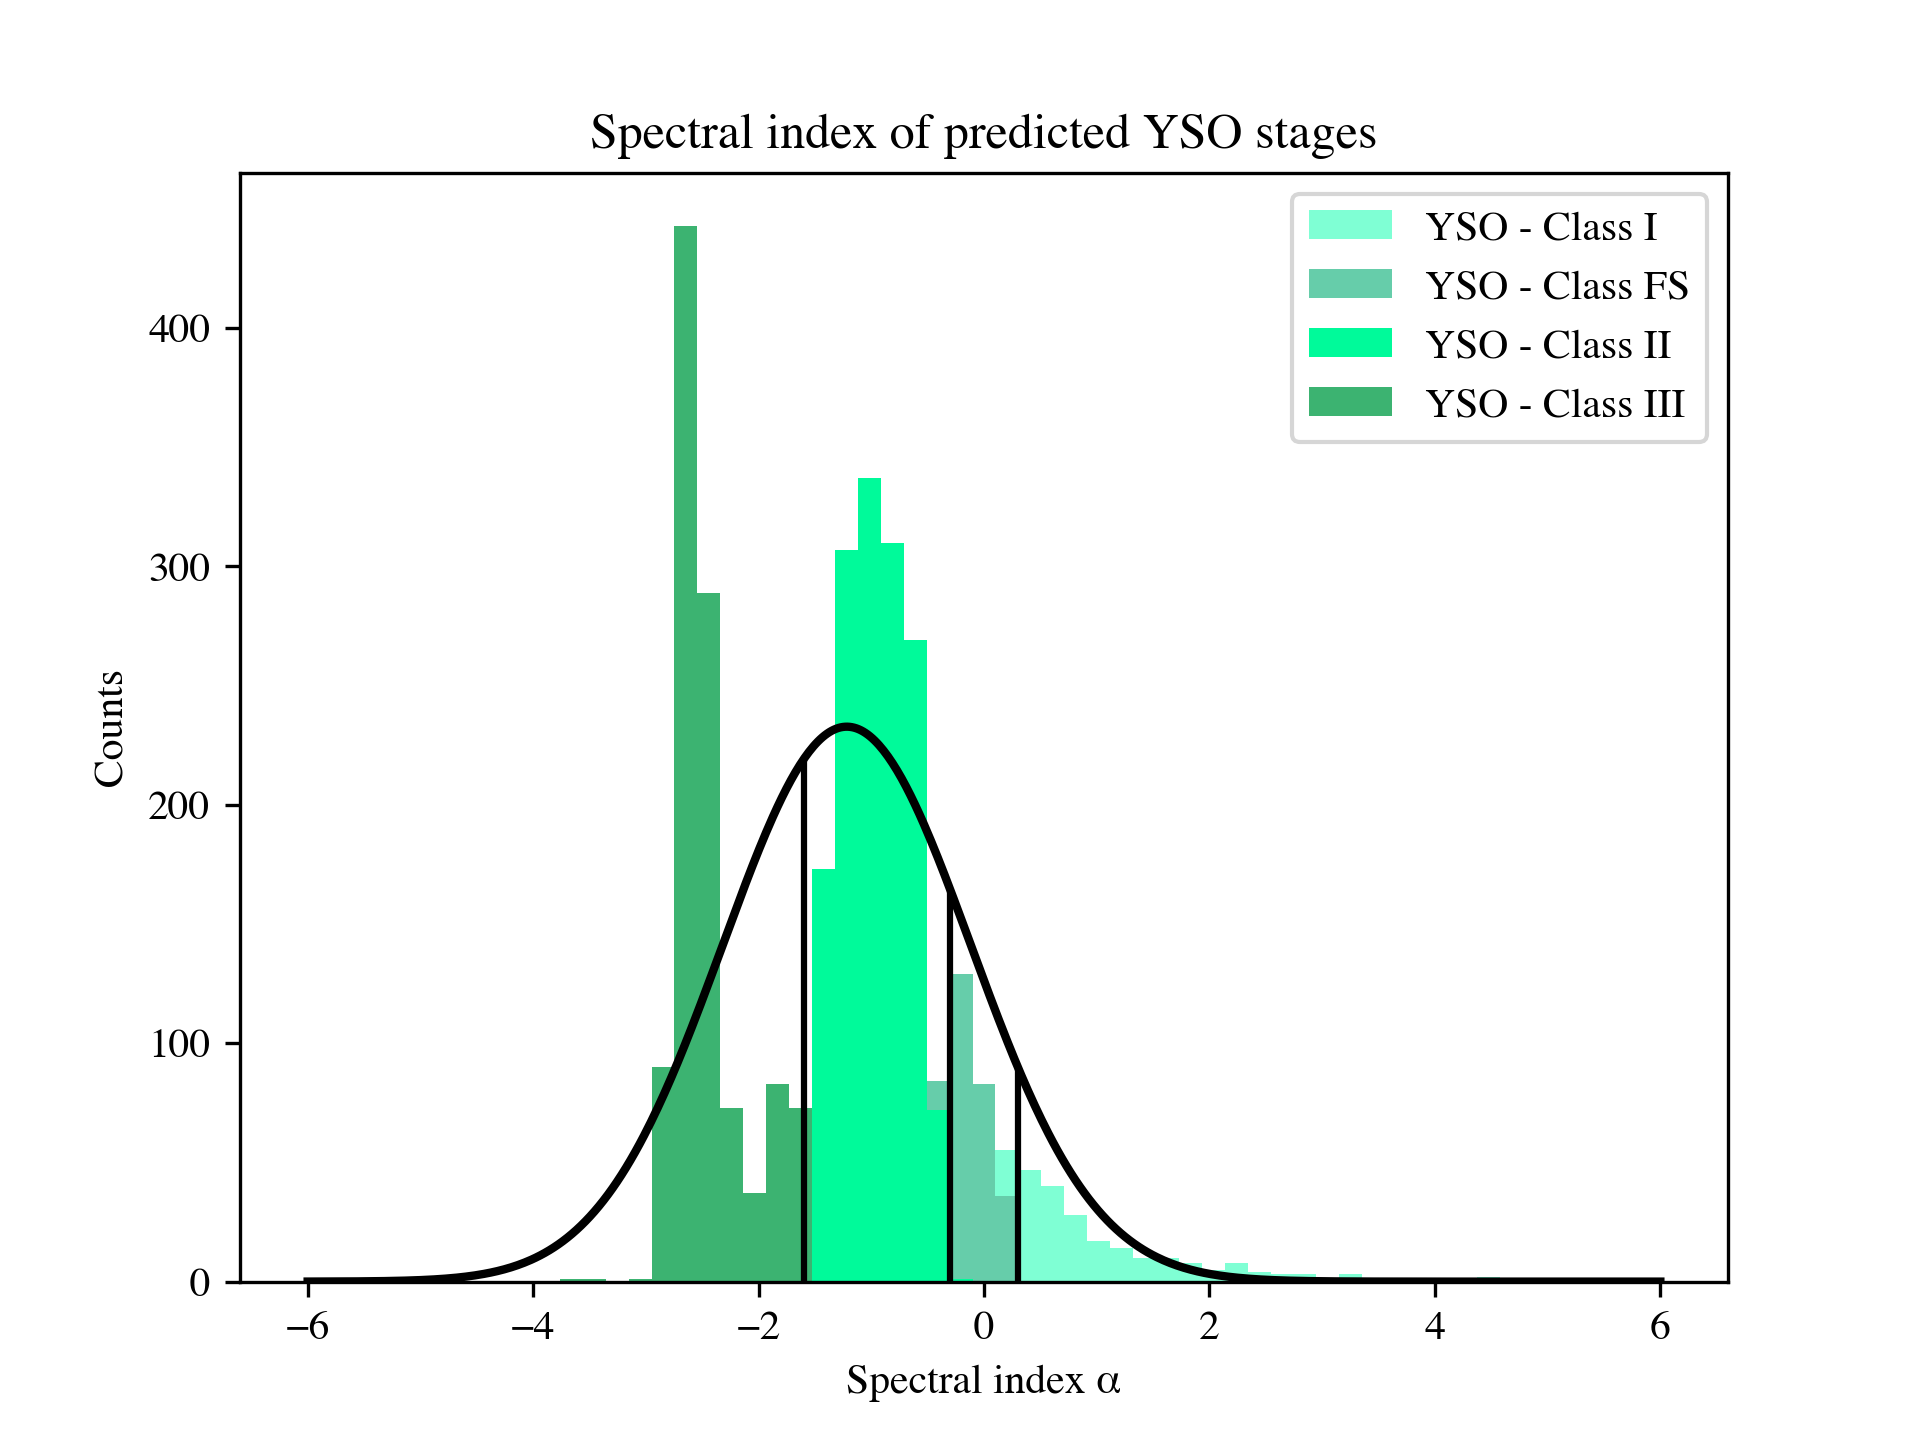 Spectral index of predicted YSO stages
YSO - Class I
YSO - Class FS
YSO - Class II
YSO - Class III
Counts
400
300
200
100
0
−6
−4
−2
0
2
4
6
Spectral index α